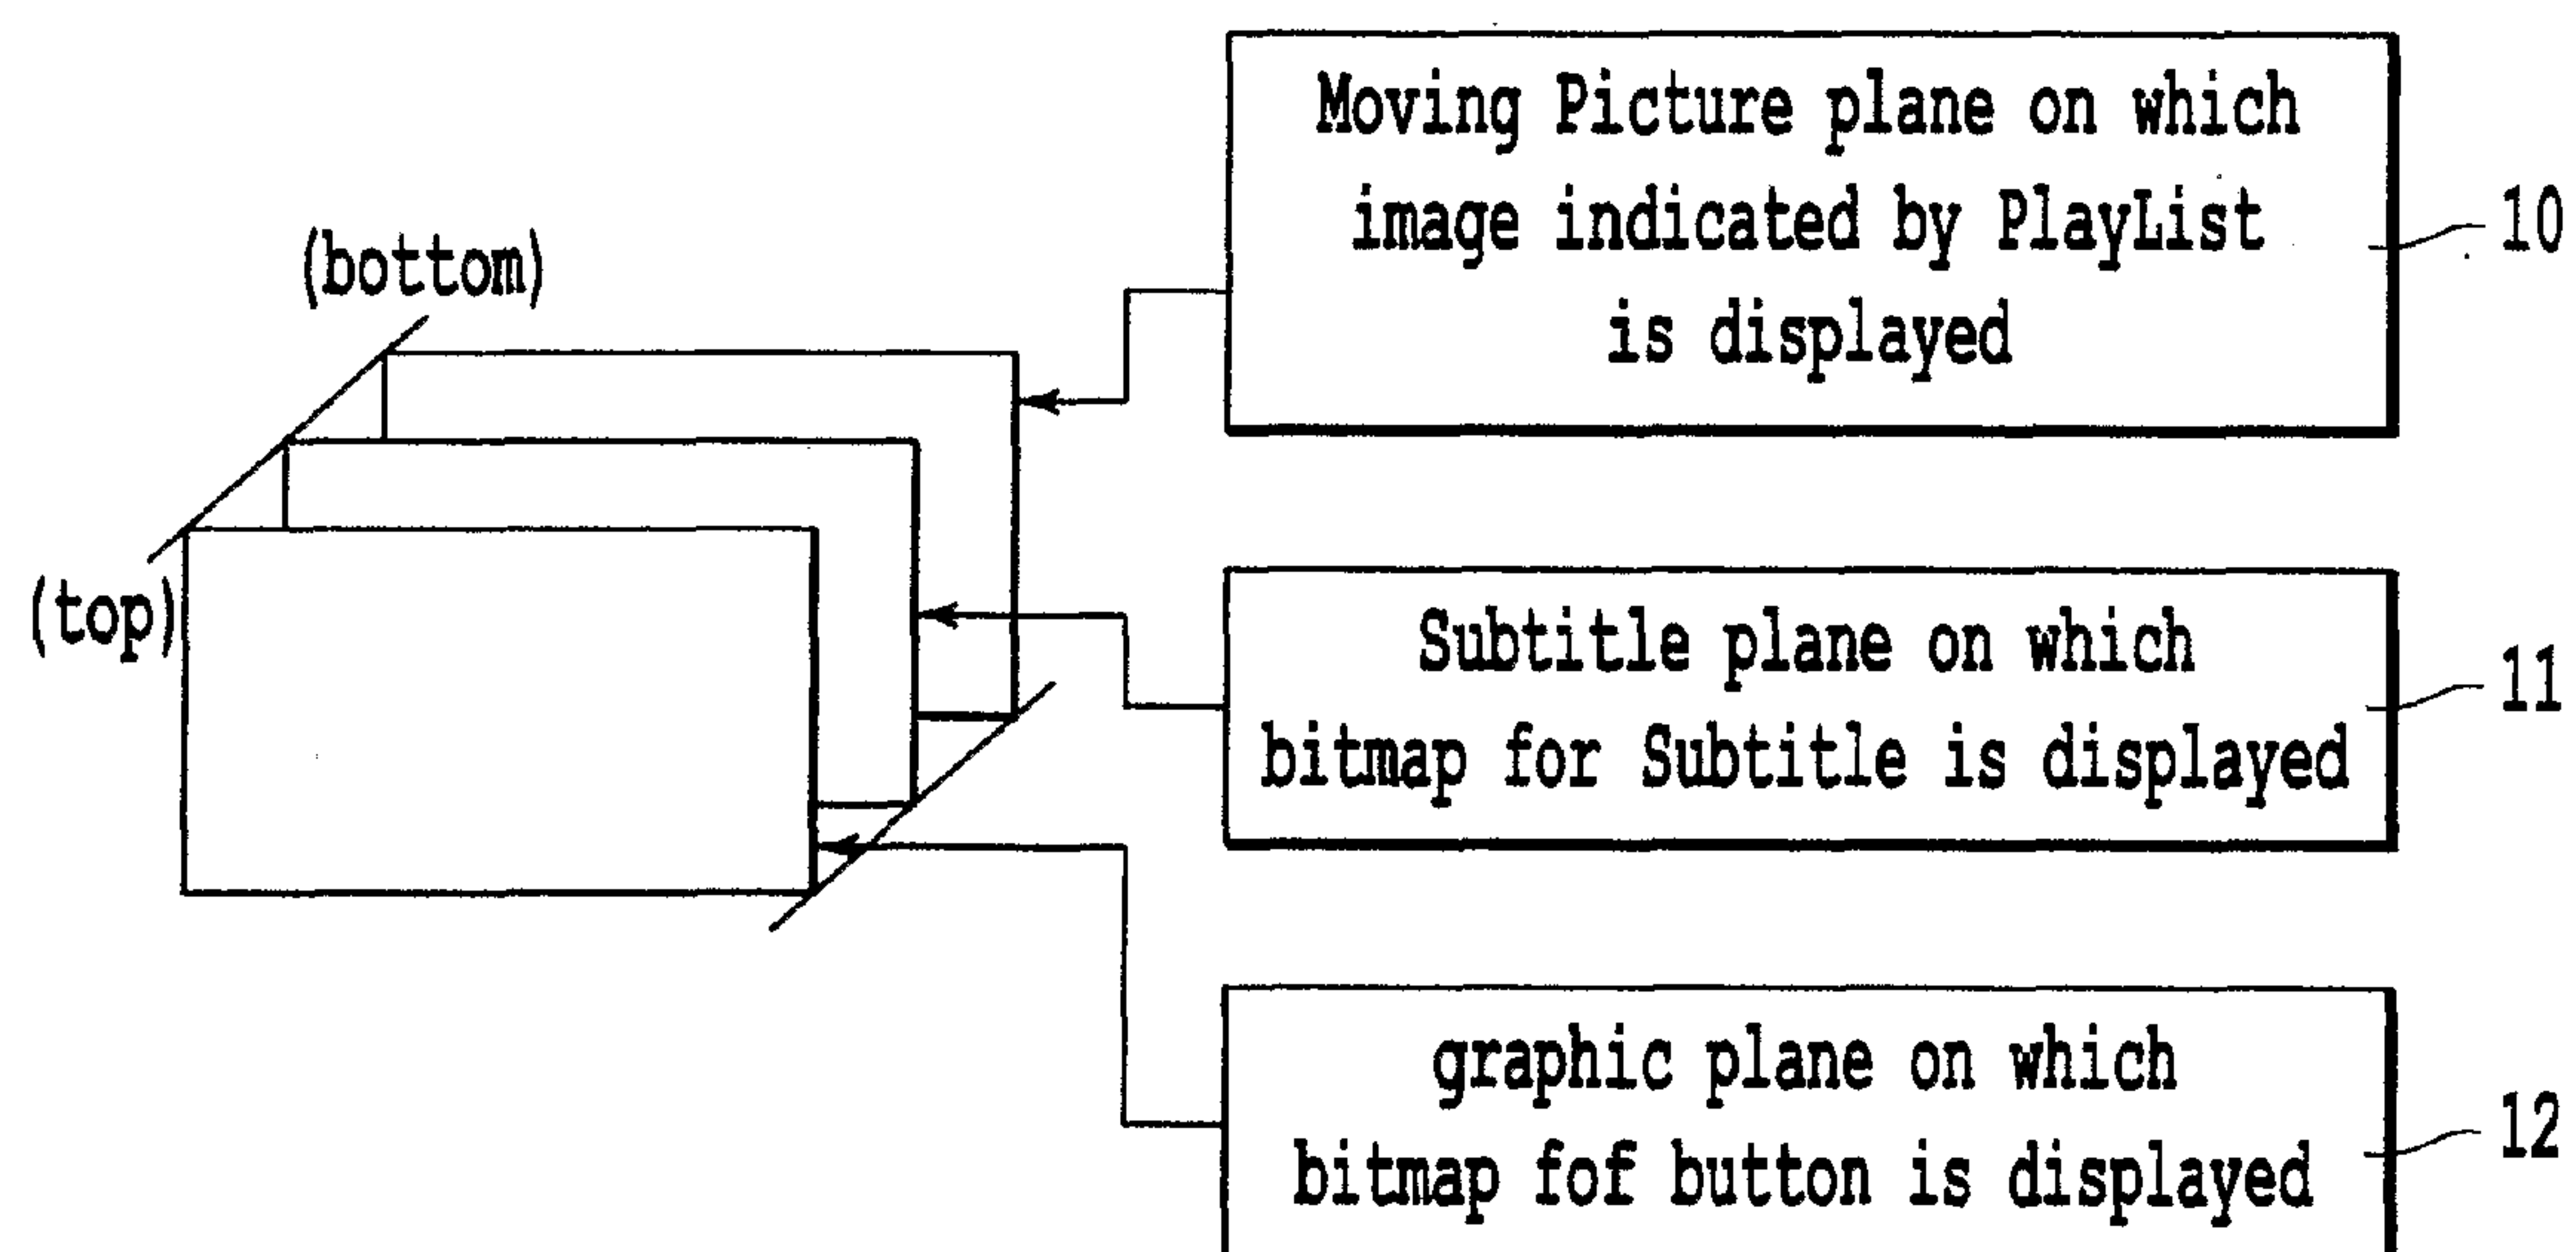 Moving Picture plane on which
image indicated by PlayList
is displayed
10
(bottom)
(top)
Subtitle plane on which
bitmap for Subtitle is displayed
11
graphic plane on which
bitmap fof button is displayed
12